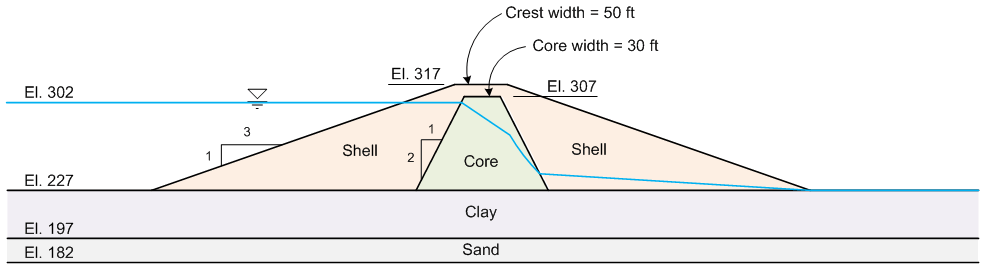 Crest width = 50 ft
Core width = 30 ft
El. 317
El. 307
El. 302
3
1
1
2
Shell
Core
Shell
El. 227
Clay
El. 197
Sand
El. 182